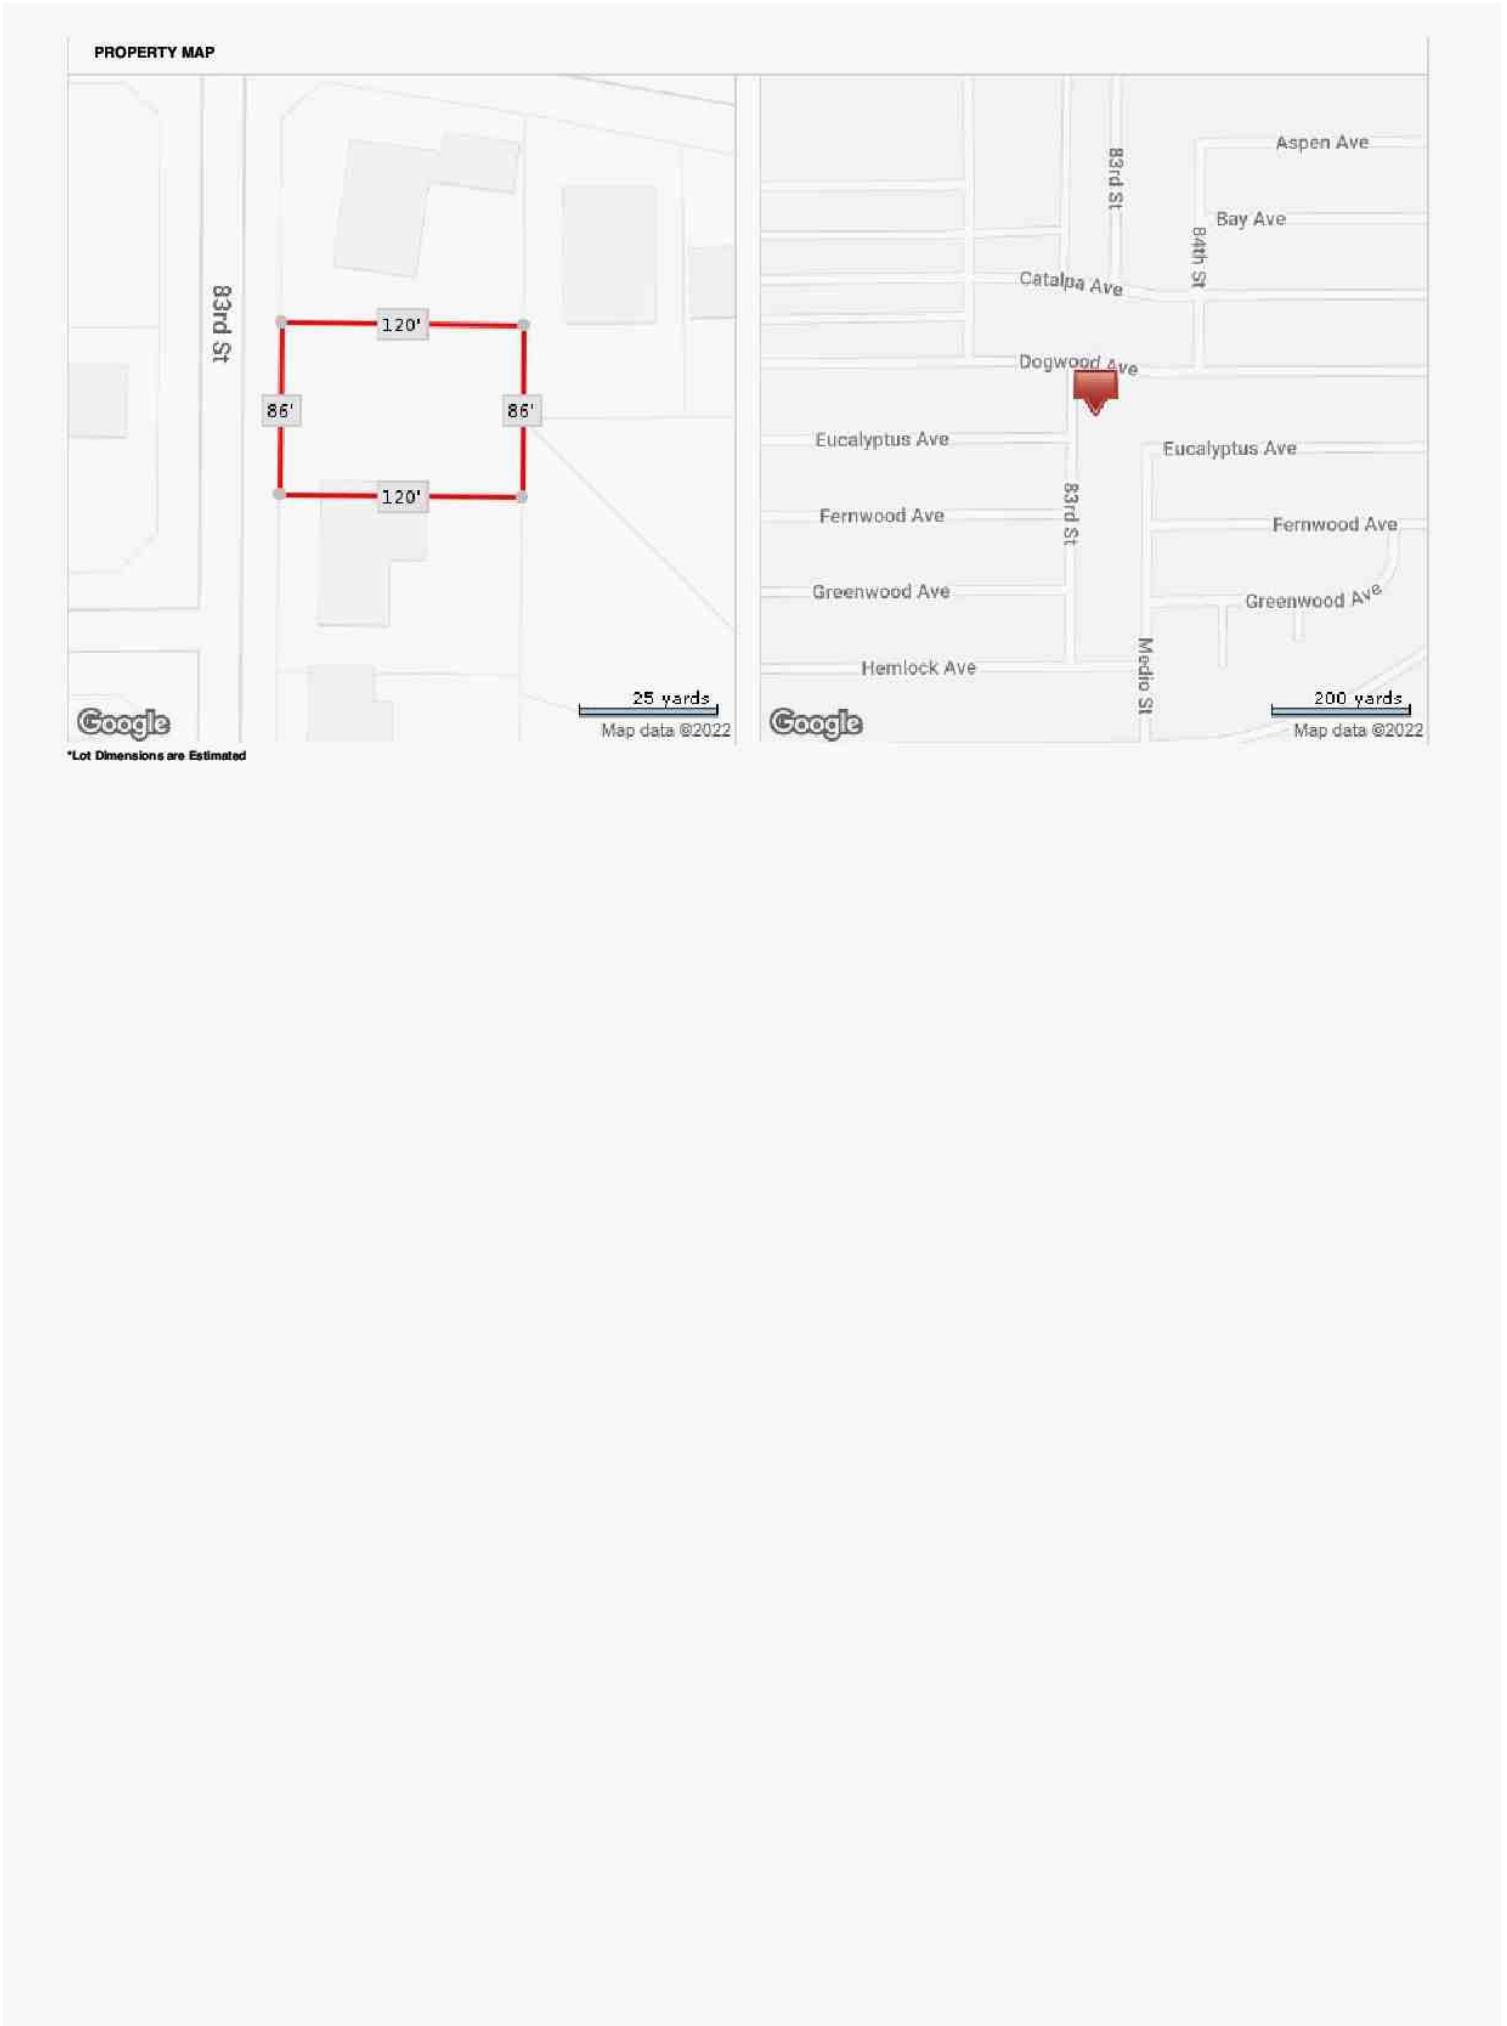 PROPERTY MAP
83rd St
120'
86'
86'
120'
25 yards
Google
Map data ©2022
83rd St
Aspen Ave
Bay Ave
84th St
Catalpa Ave
Dogwood Ave
Eucalyptus Ave
Eucalyptus Ave
83rd St
Fernwood Ave
Fernwood Ave
Greenwood Ave
Greenwood Ave
Hemlock Ave
Medio St
200 yards
Google
Map data ©2022
*Lot Dimensions are Estimated